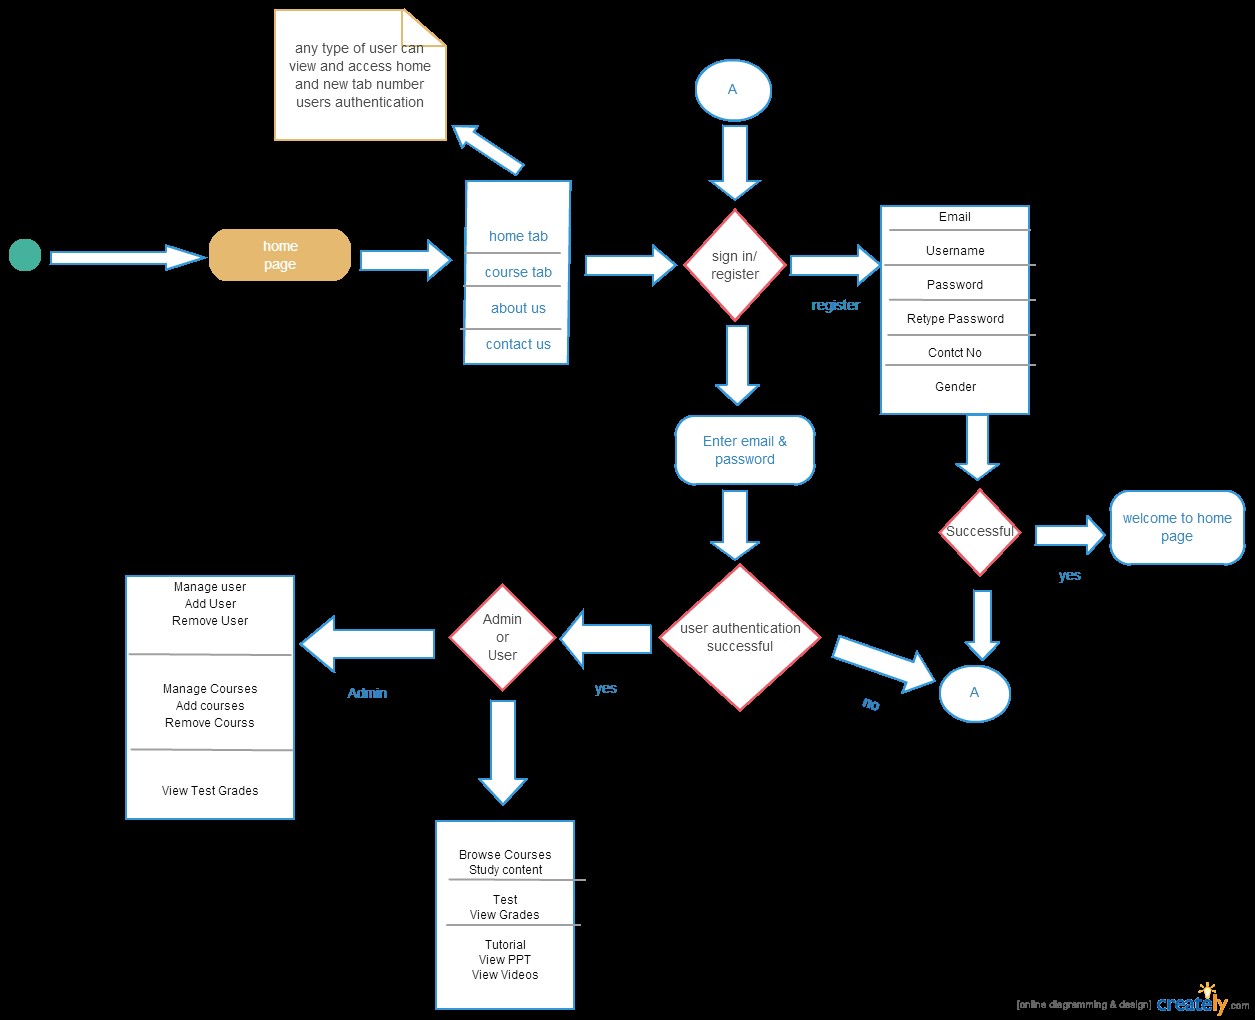 any type of user can
view and access home
and new tab number
users authentication
A
home
page
home tab
course tab
about us
contact us
sign in/
register
register
Email
Username
Password
Retype Password
Contct No
Gender
Enter email &
password
Successful
yes
welcome to home
page
user authentication
successful
no
A
yes
Admin
or
User
Admin
Manage user
Add User
Remove User
Manage Courses
Add courses
Remove Courss
View Test Grades
Browse Courses
Study content
Test
View Grades
Tutorial
View PPT
View Videos
[online diagramming & design] creately.com